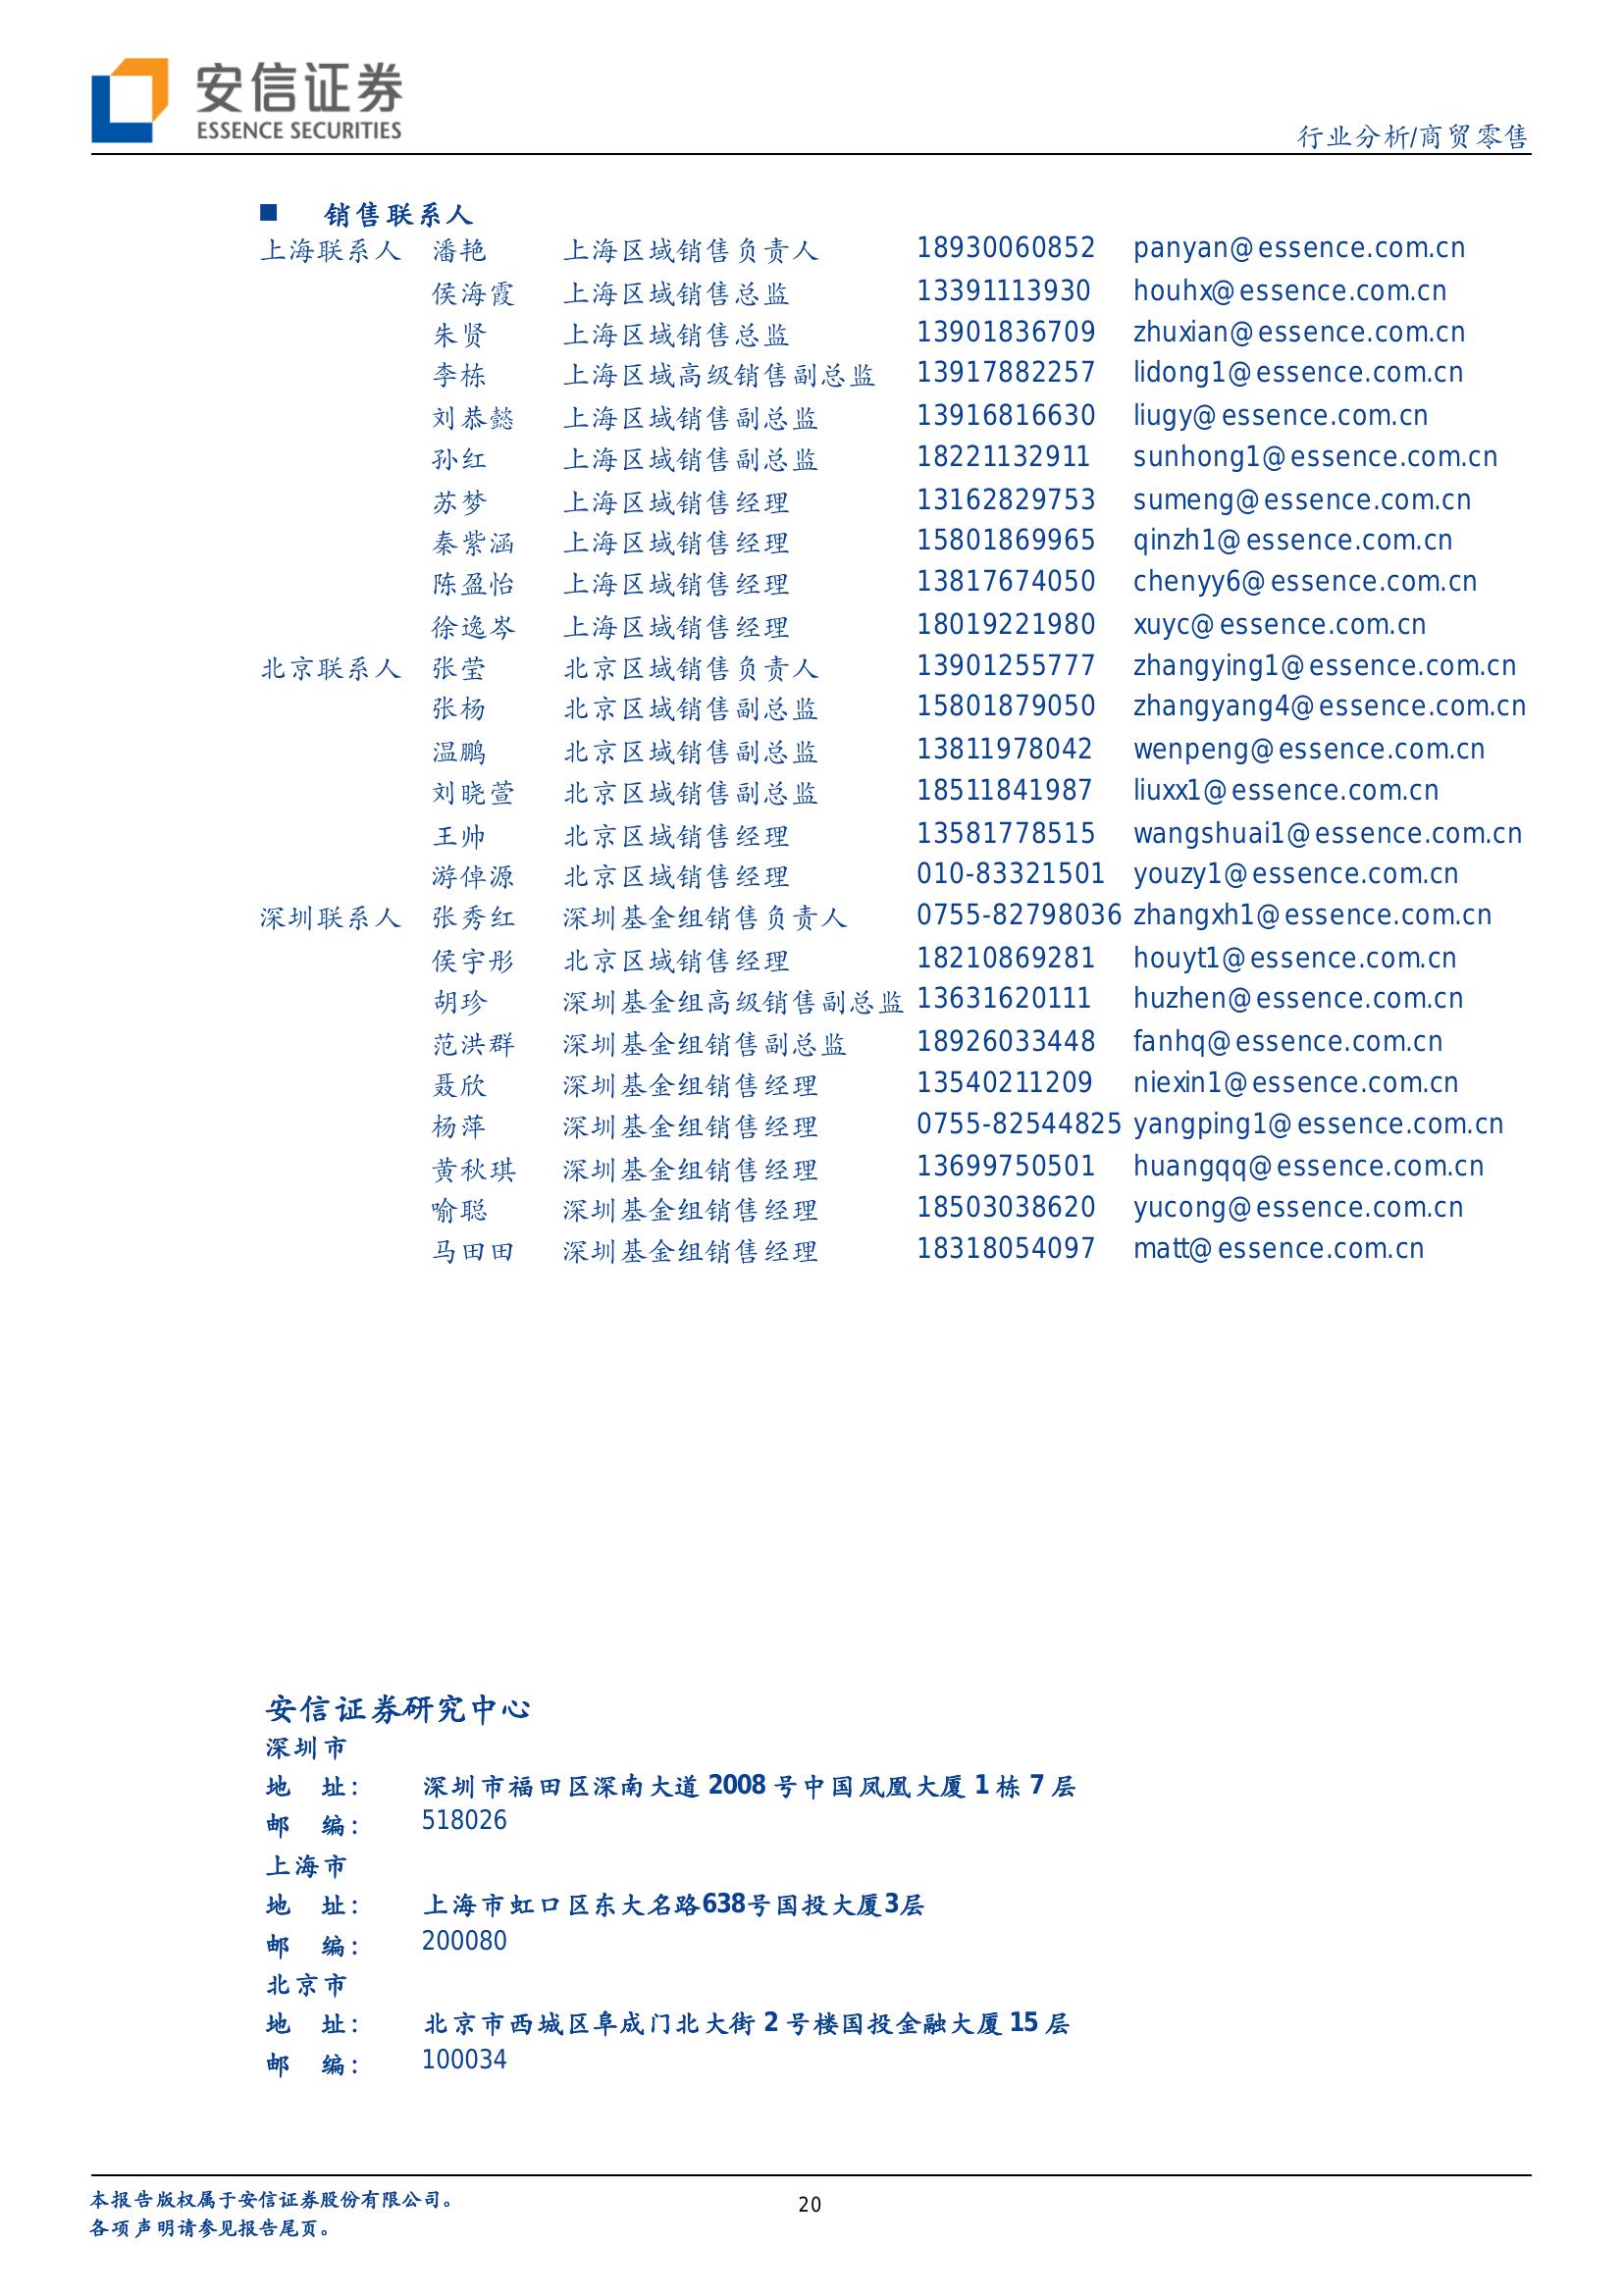 安信证券
ESSENCE SECURITIES
行业分析/商贸零售
■ 销售联系人
上海联系人 潘艳 上海区域销售负责人 18930060852 panyan@essence.com.cn
侯海霞 上海区域销售总监 13391113930 houhx@essence.com.cn
朱贤 上海区域销售总监 13901836709 zhuxian@essence.com.cn
李栋 上海区域高级销售副总监 13917882257 lidong1@essence.com.cn
刘恭懿 上海区域销售副总监 13916816630 liugy@essence.com.cn
孙红 上海区域销售副总监 18221132911 sunhong1@essence.com.cn
苏梦 上海区域销售经理 13162829753 sumeng@essence.com.cn
秦紫涵 上海区域销售经理 15801869965 qinzh1@essence.com.cn
陈盈怡 上海区域销售经理 13817674050 chenyy6@essence.com.cn
徐逸岑 上海区域销售经理 18019221980 xuyc@essence.com.cn
北京联系人 张莹 北京区域销售负责人 13901255777 zhangying1@essence.com.cn
张杨 北京区域销售副总监 15801879050 zhangyang4@essence.com.cn
温鹏 北京区域销售副总监 13811978042 wenpeng@essence.com.cn
刘晓萱 北京区域销售副总监 18511841987 liuxx1@essence.com.cn
王帅 北京区域销售经理 13581778515 wangshuai1@essence.com.cn
游倬源 北京区域销售经理 010-83321501 youzy1@essence.com.cn
深圳联系人 张秀红 深圳基金组销售负责人 0755-82798036 zhangxh1@essence.com.cn
侯宇彤 北京区域销售经理 18210869281 houyt1@essence.com.cn
胡珍 深圳基金组高级销售副总监 13631620111 huzhen@essence.com.cn
范洪群 深圳基金组销售副总监 18926033448 fanhq@essence.com.cn
聂欣 深圳基金组销售经理 13540211209 niexin1@essence.com.cn
杨萍 深圳基金组销售经理 0755-82544825 yangping1@essence.com.cn
黄秋琪 深圳基金组销售经理 13699750501 huangqq@essence.com.cn
喻聪 深圳基金组销售经理 18503038620 yucong@essence.com.cn
马田田 深圳基金组销售经理 18318054097 matt@essence.com.cn
安信证券研究中心
深圳市
地 址： 深圳市福田区深南大道 2008 号中国凤凰大厦 1 栋 7 层
邮 编： 518026
上海市
地 址： 上海市虹口区东大名路638号国投大厦3层
邮 编： 200080
北京市
地 址： 北京市西城区阜成门北大街 2 号楼国投金融大厦 15 层
邮 编： 100034
本报告版权属于安信证券股份有限公司。
20
各项声明请参见报告尾页。